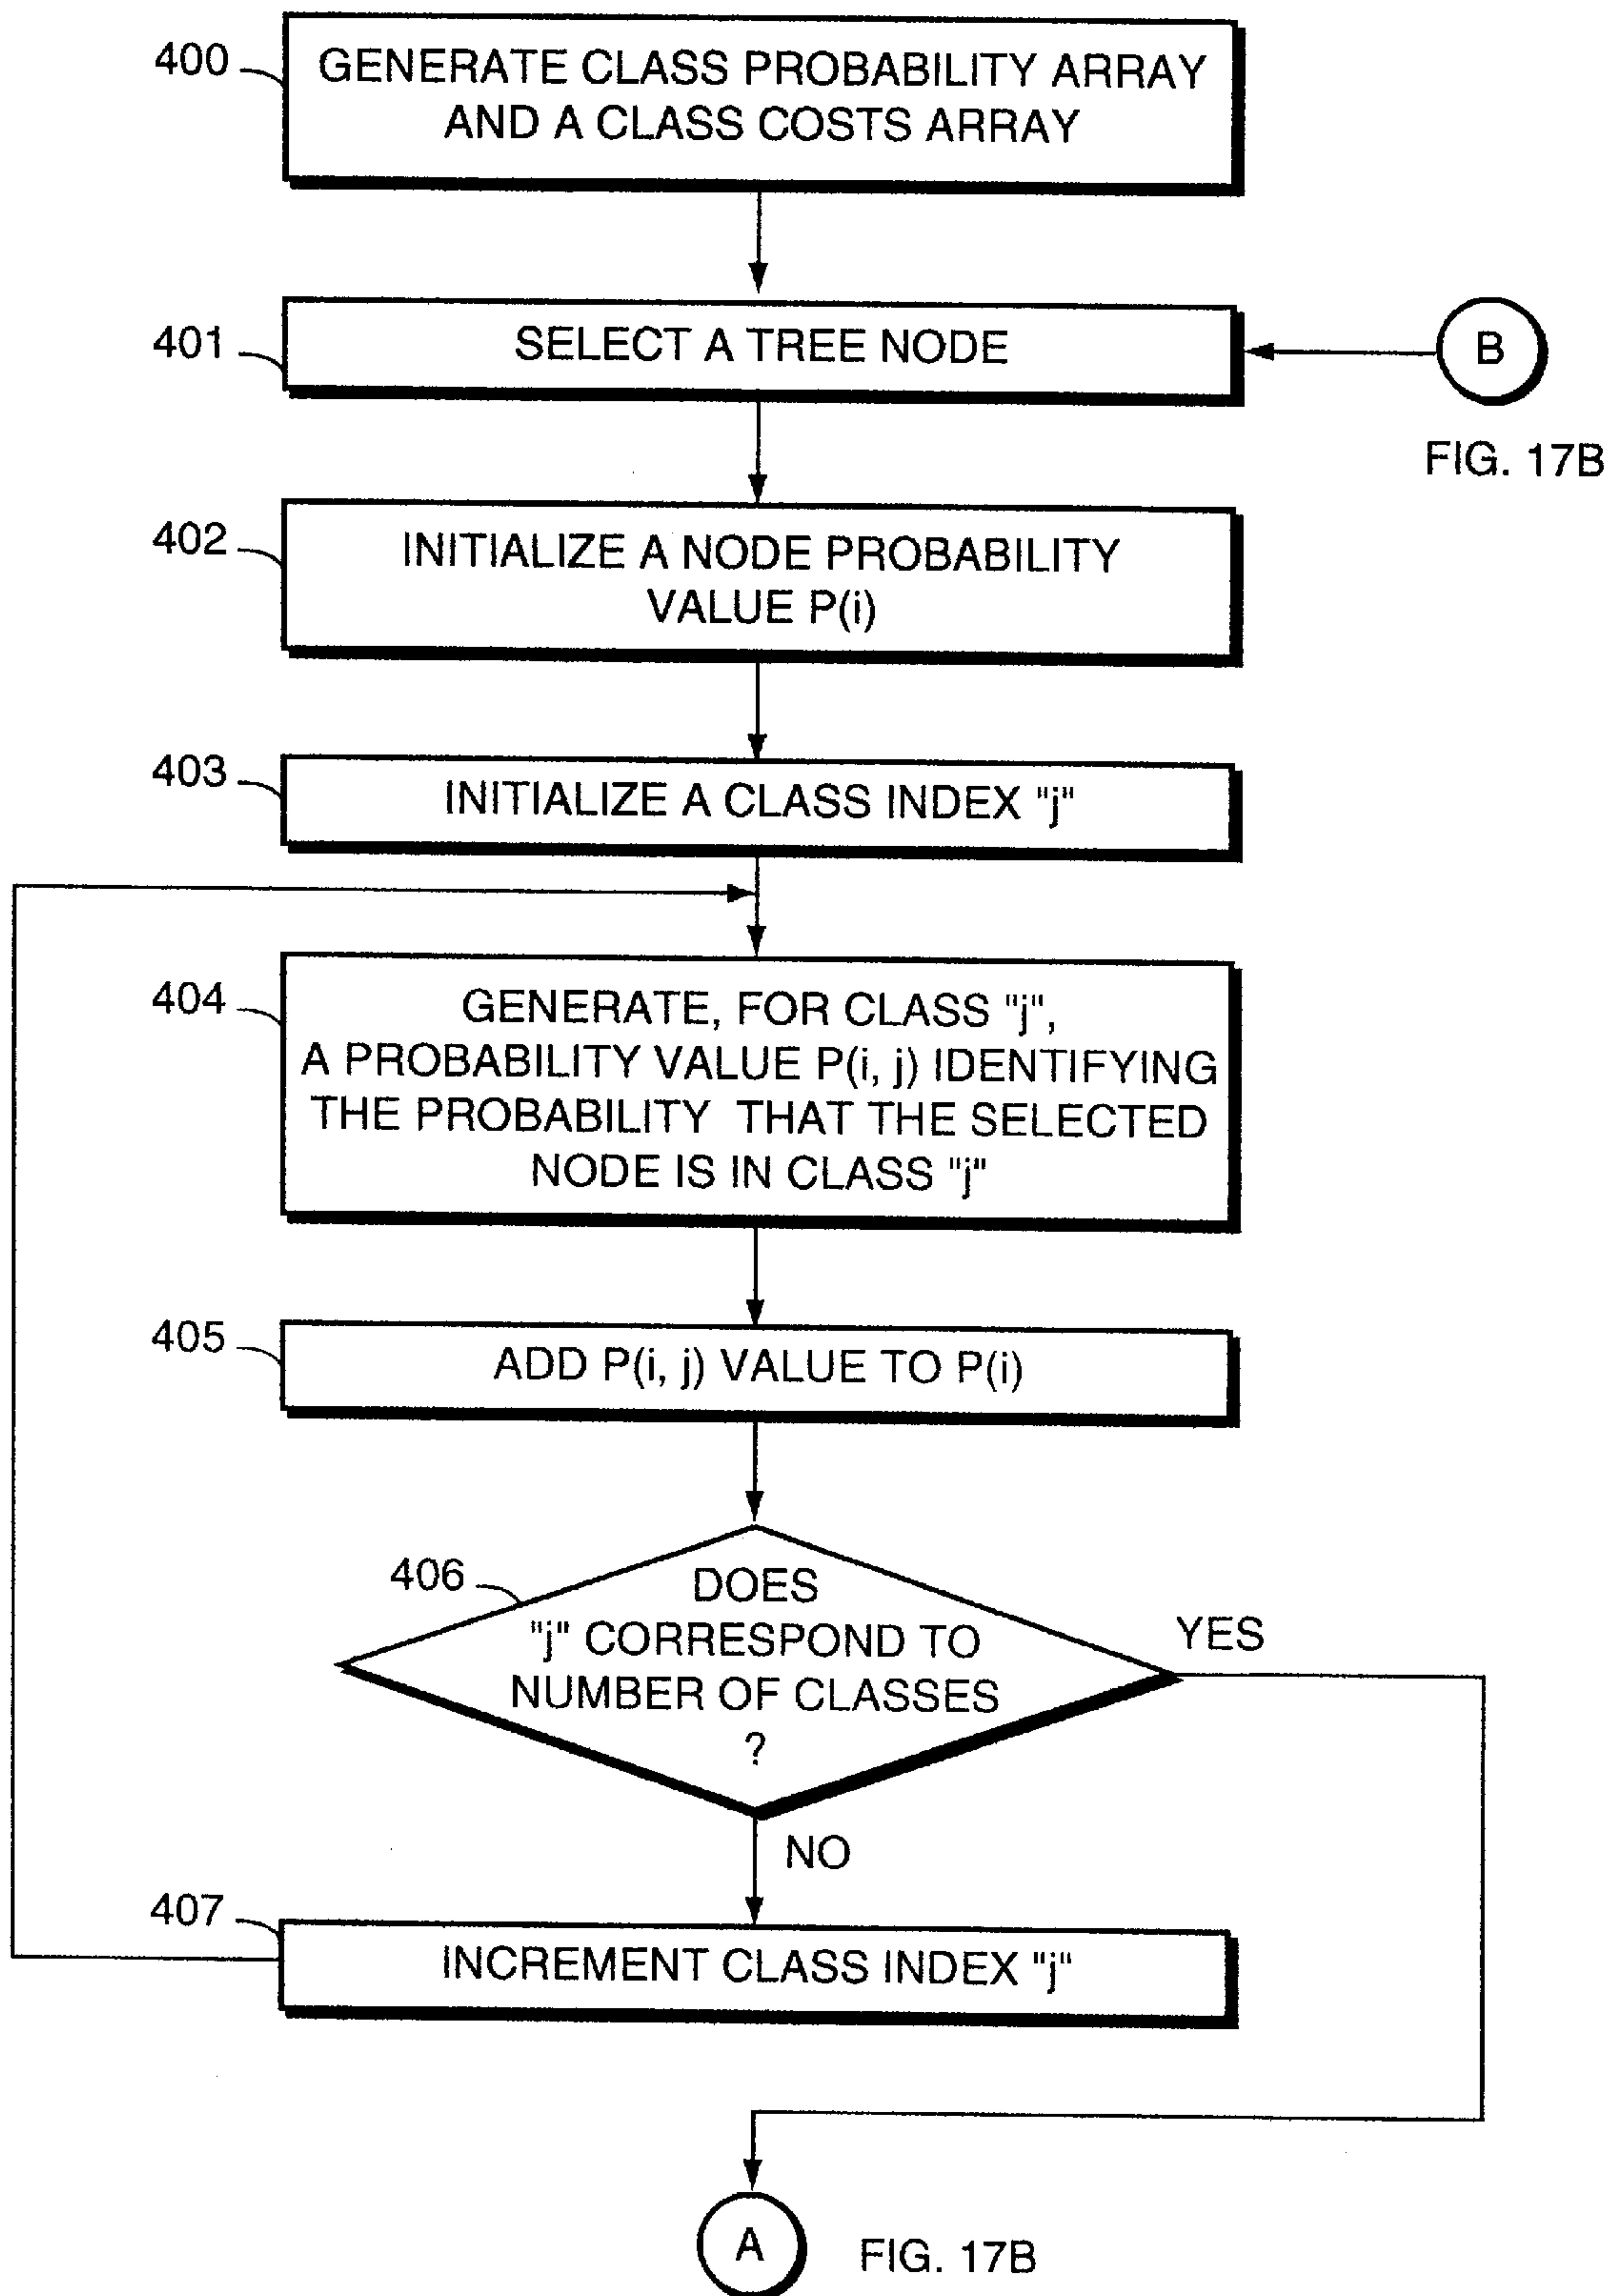 400
GENERATE CLASS PROBABILITY ARRAY
AND A CLASS COSTS ARRAY
401
SELECT A TREE NODE
B
FIG. 17B
402
INITIALIZE A NODE PROBABILITY
VALUE P(i)
403
INITIALIZE A CLASS INDEX "j"
404
GENERATE, FOR CLASS "j",
A PROBABILITY VALUE P(i, j) IDENTIFYING
THE PROBABILITY THAT THE SELECTED
NODE IS IN CLASS "j"
405
ADD P(i, j) VALUE TO P(i)
406
DOES
"j" CORRESPOND TO
NUMBER OF CLASSES
?
YES
NO
407
INCREMENT CLASS INDEX "j"
A
FIG. 17B